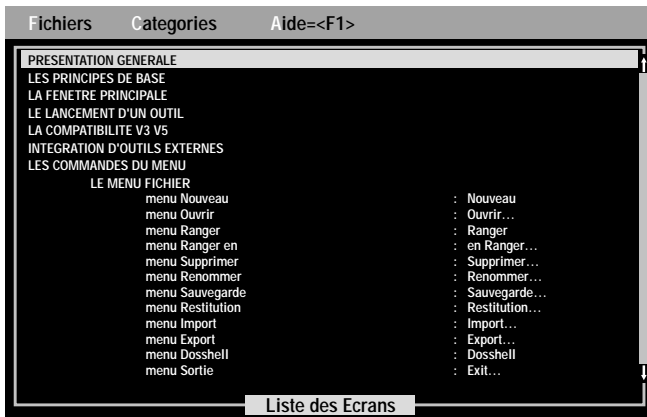 Fichiers Categories Aide=<F1>
PRESENTATION GENERALE
LES PRINCIPES DE BASE
LA FENETRE PRINCIPALE
LE LANCEMENT D'UN OUTIL
LA COMPATIBILITE V3 V5
INTEGRATION D'OUTILS EXTERNES
LES COMMANDES DU MENU
LE MENU FICHIER
menu Nouveau : Nouveau
menu Ouvrir : Ouvrir...
menu Ranger : Ranger
menu Ranger en : en Ranger...
menu Supprimer : Supprimer...
menu Renommer : Renommer...
menu Sauvegarde : Sauvegarde...
menu Restitution : Restitution...
menu Import : Import...
menu Export : Export...
menu Dosshell : Dosshell
menu Sortie : Exit...
Liste des Ecrans